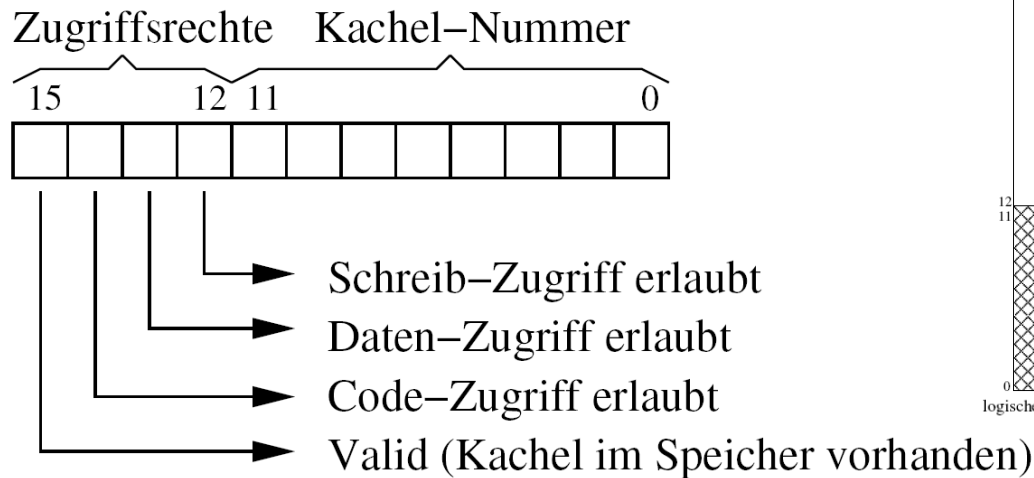 Zugriffsrechte Kachel–Nummer
15 12 11 0
Schreib–Zugriff erlaubt
Daten–Zugriff erlaubt
Code–Zugriff erlaubt
Valid (Kachel im Speicher vorhanden)
12
11
0